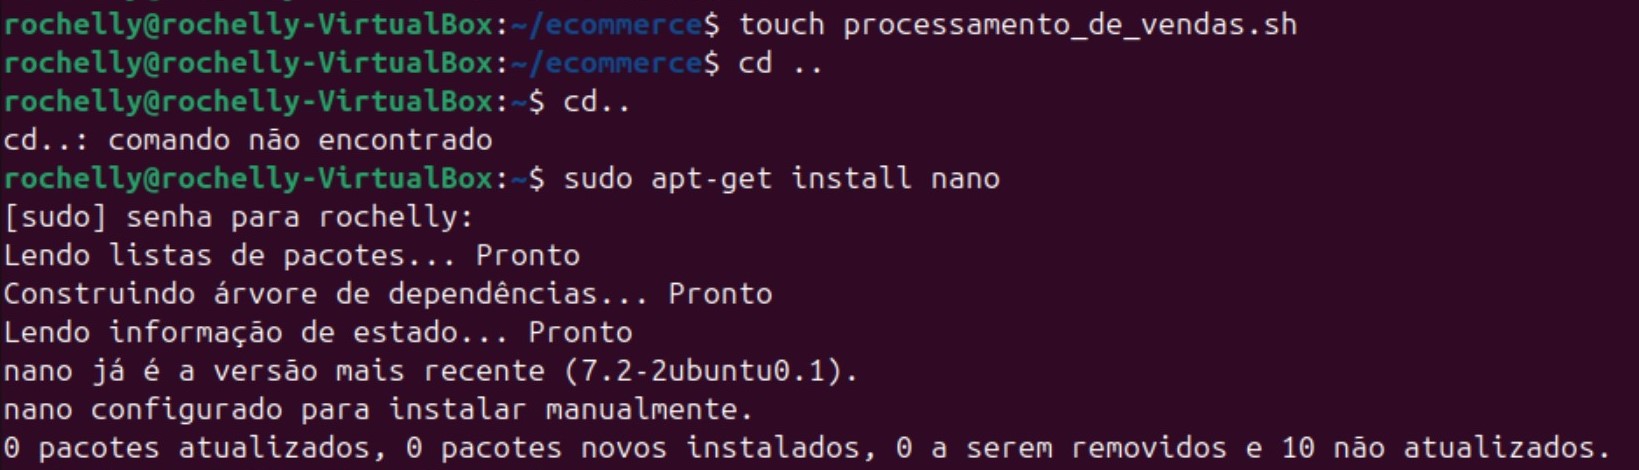 rochelly@rochelly-VirtualBox:~/ecommerce$ touch processamento_de_vendas.sh
rochelly@rochelly-VirtualBox:~/ecommerce$ cd ..
rochelly@rochelly-VirtualBox:~$ cd..
cd..: comando não encontrado
rochelly@rochelly-VirtualBox:~$ sudo apt-get install nano
[sudo] senha para rochelly:
Lendo listas de pacotes... Pronto
Construindo árvore de dependências... Pronto
Lendo informação de estado... Pronto
nano já é a versão mais recente (7.2-2ubuntu0.1).
nano configurado para instalar manualmente.
0 pacotes atualizados, 0 pacotes novos instalados, 0 a serem removidos e 10 não atualizados.